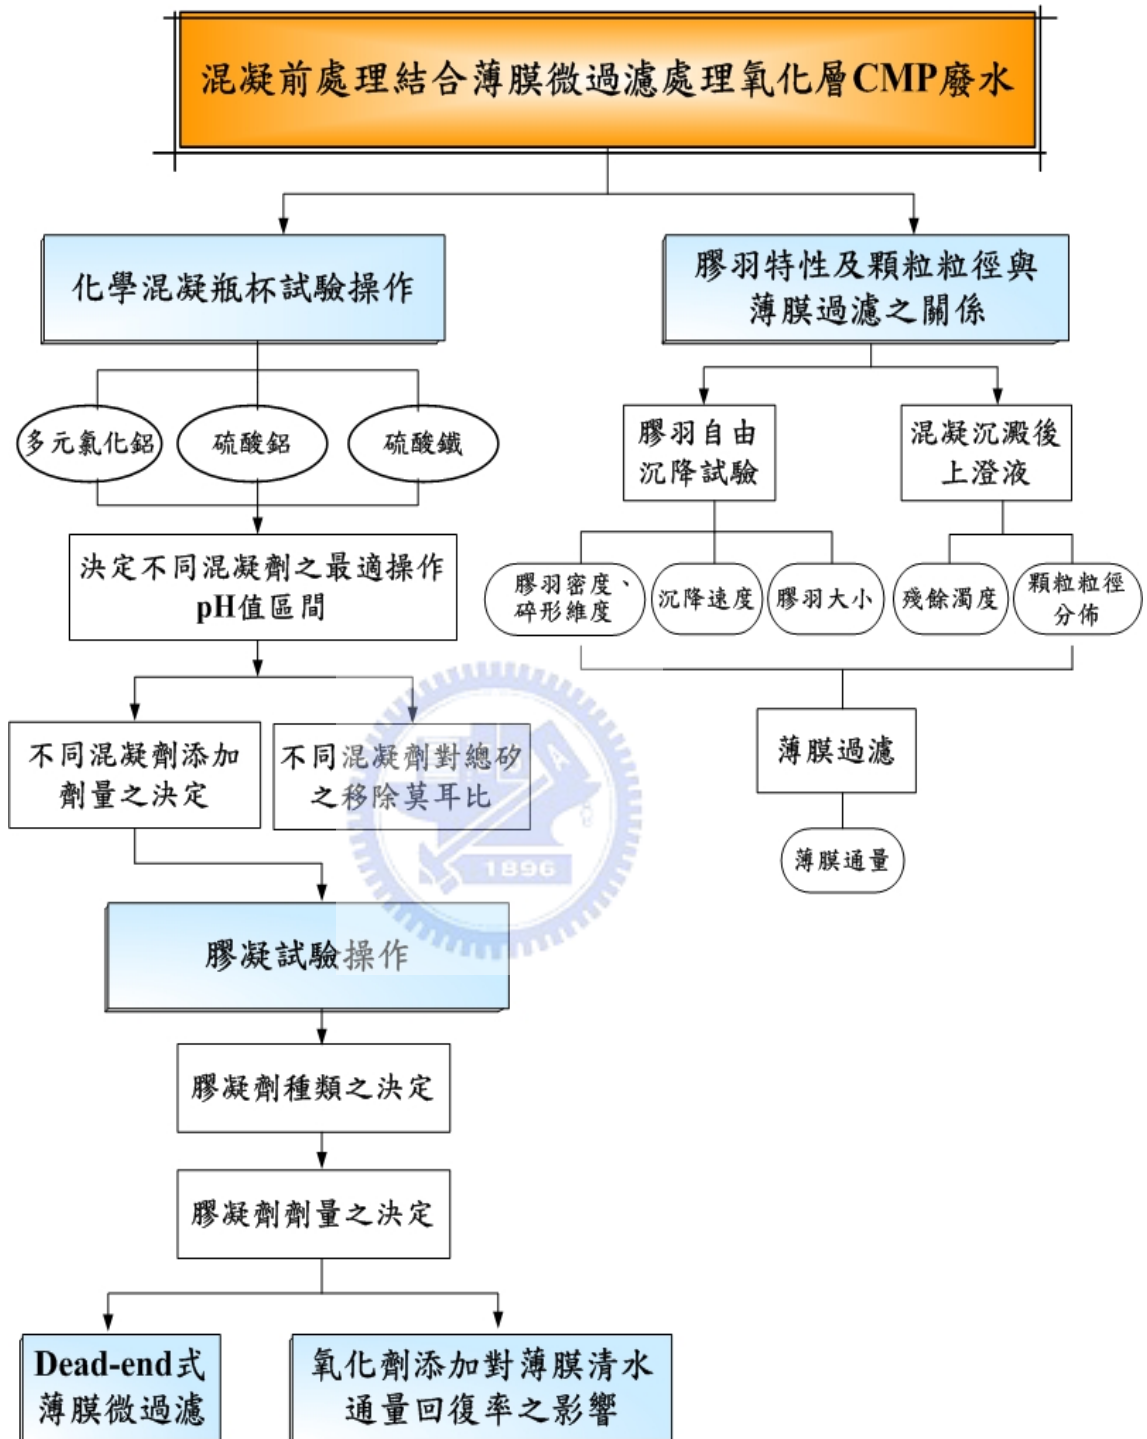 混凝前處理結合薄膜微過濾處理氧化層CMP廢水
化學混凝瓶杯試驗操作
膠羽特性及顆粒粒徑與
薄膜過濾之關係
多元氯化鋁
硫酸鋁
硫酸鐵
膠羽自由
沉降試驗
混凝沉澱後
上澄液
決定不同混凝劑之最適操作
pH值區間
膠羽密度、
碎形維度
沉降速度
膠羽大小
殘餘濁度
顆粒粒徑
分佈
不同混凝劑添加
劑量之決定
不同混凝劑對總矽
之移除莫耳比
薄膜過濾
薄膜通量
1896
膠凝試驗操作
膠凝劑種類之決定
膠凝劑劑量之決定
Dead-end式
薄膜微過濾
氧化劑添加對薄膜清水
通量回復率之影響